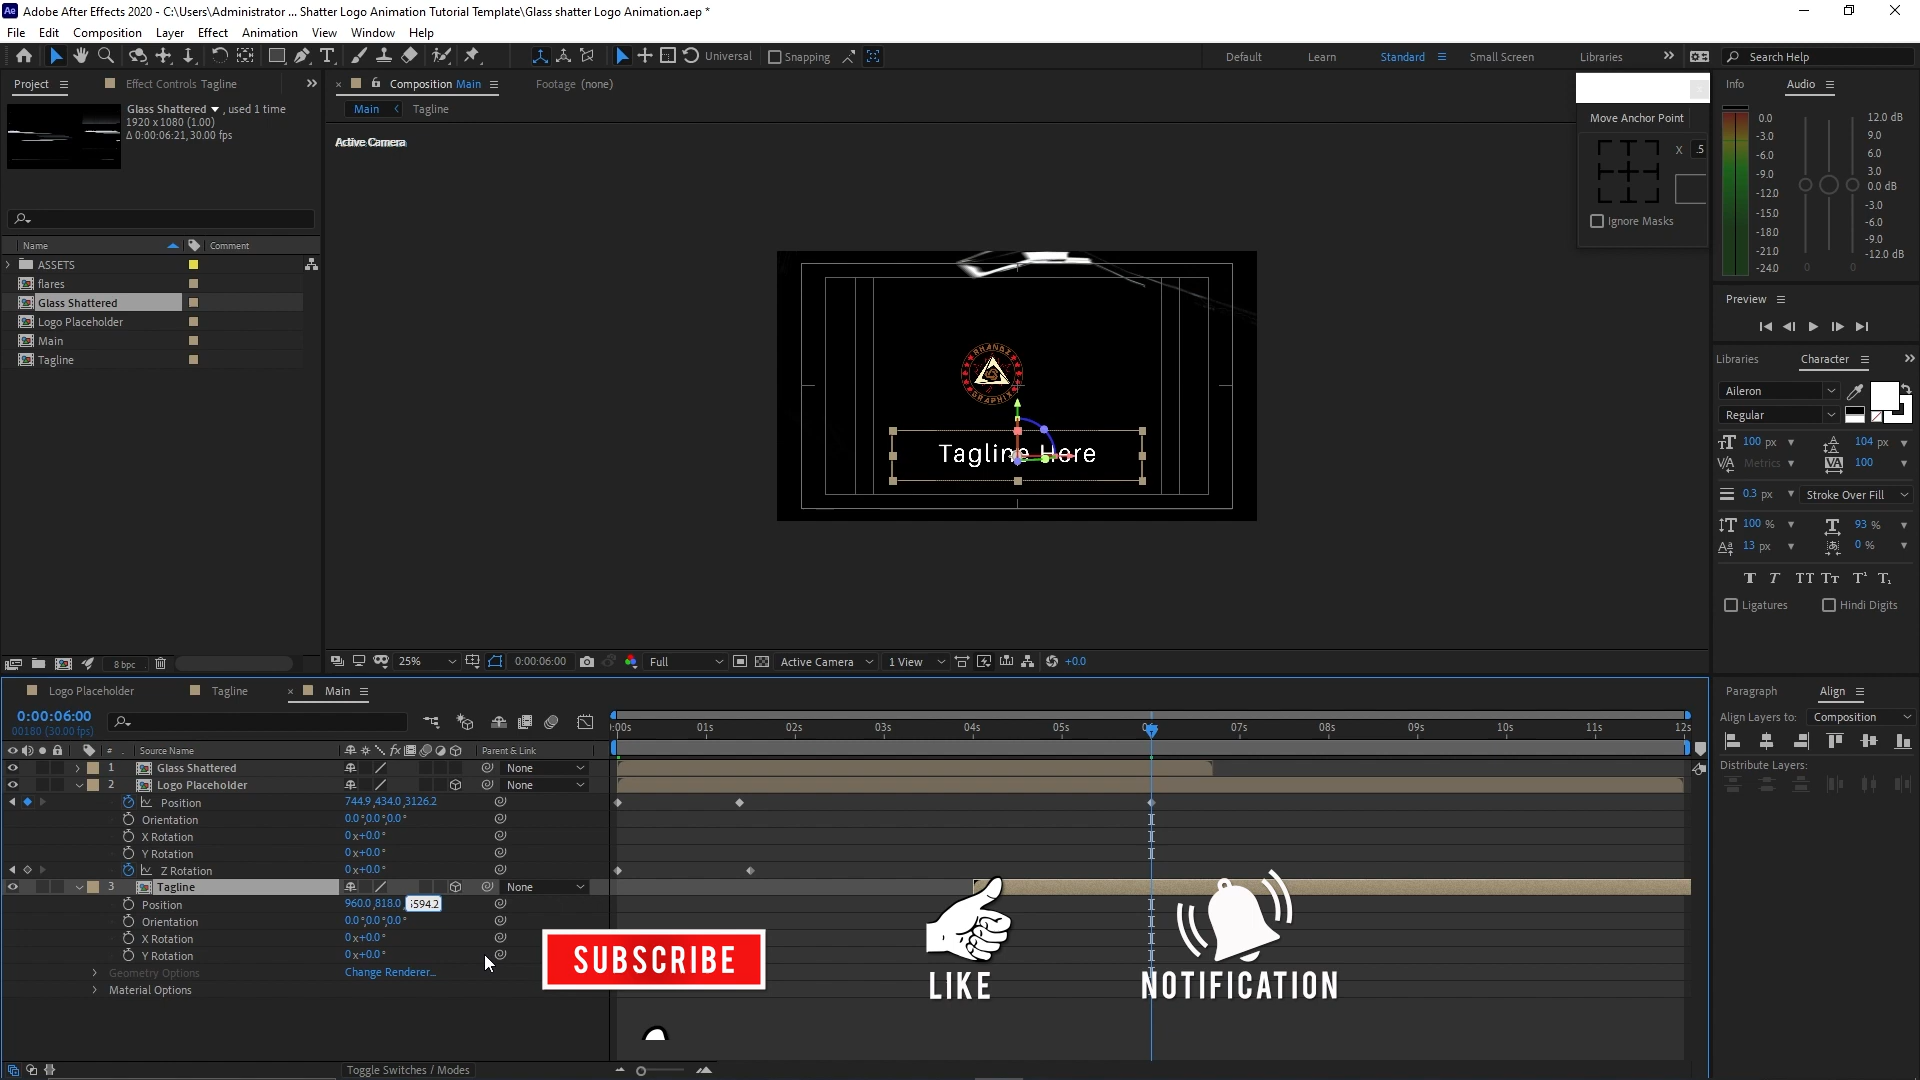 Adobe After Effects 2020 - C:\Users\Administrator ... Shatter Logo Animation Tutorial Template\Glass shatter Logo Animation.aep *
File Edit Composition Layer Effect Animation View Window Help
Universal Snapping Default Learn Standard Small Screen Libraries Search Help
Project Effect Controls Tagline
Composition Main Footage (none)
Info Audio
Glass Shattered , used 1 time
1920 x 1080 (1.00)
Δ 0:00:06:21, 30.00 fps
Main Tagline
Active Camera
Move Anchor Point
X .5
Ignore Masks
0.0
-3.0
-6.0
-9.0
-12.0
-15.0
-18.0
-21.0
-24.0
12.0 dB
9.0
6.0
3.0
0.0 dB
-3.0
-6.0
-9.0
-12.0 dB
0 0
Name Comment
ASSETS
flares
Glass Shattered
Logo Placeholder
Main
Tagline
BHANDZ
GRAPHIX
Tagline Here
Preview
Libraries Character
Aileron
Regular
100 px 104 px
Metrics 100
0.3 px Stroke Over Fill
100 % 93 %
13 px 0 %
Ligatures Hindi Digits
8 bpc
25% 0:00:06:00 Full Active Camera 1 View +0.0
Logo Placeholder Tagline Main
Paragraph Align
0:00:06:00
00180 (30.00 fps)
:00s 01s 02s 03s 04s 05s 06s 07s 08s 09s 10s 11s 12s
Align Layers to: Composition
Distribute Layers:
# Source Name Parent & Link
1 Glass Shattered None
2 Logo Placeholder None
Position 744.9,434.0,3126.2
Orientation 0.0°,0.0°,0.0°
X Rotation 0x+0.0°
Y Rotation 0x+0.0°
Z Rotation 0x+0.0°
3 Tagline None
Position 960.0,818.0, 594.2
Orientation 0.0°,0.0°,0.0°
X Rotation 0x+0.0°
Y Rotation 0x+0.0°
Geometry Options Change Renderer...
Material Options
SUBSCRIBE
LIKE
NOTIFICATION
Toggle Switches / Modes